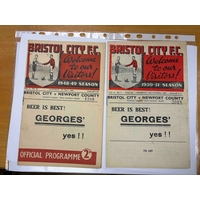 BRISTOL CITY F.C.
Welcome
to our
Visitors!
1948-49 SEASON
BRISTOL CITY v NEWPORT COUNTY
BEER IS BEST!
GEORGES'
yes!!
OFFICIAL PROGRAMME 2D
BRISTOL CITY F.C.
Welcome
to our
Visitors!
1950-51 SEASON
BRISTOL CITY v NEWPORT COUNTY
BEER IS BEST!
GEORGES'
yes!!